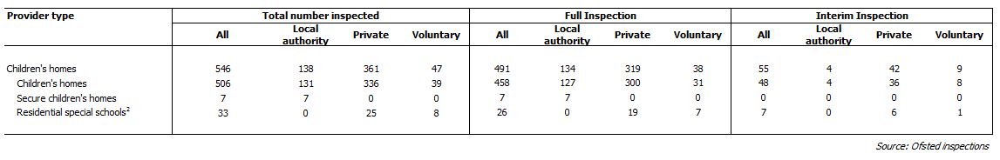 Provider type Total number inspected Full Inspection Interim Inspection
All Local authority Private Voluntary All Local authority Private Voluntary All Local authority Private Voluntary
Children's homes 546 138 361 47 491 134 319 38 55 4 42 9
Children's homes 506 131 336 39 458 127 300 31 48 4 36 8
Secure children's homes 7 7 0 0 7 7 0 0 0 0 0 0
Residential special schools² 33 0 25 8 26 0 19 7 7 0 6 1
Source: Ofsted inspections